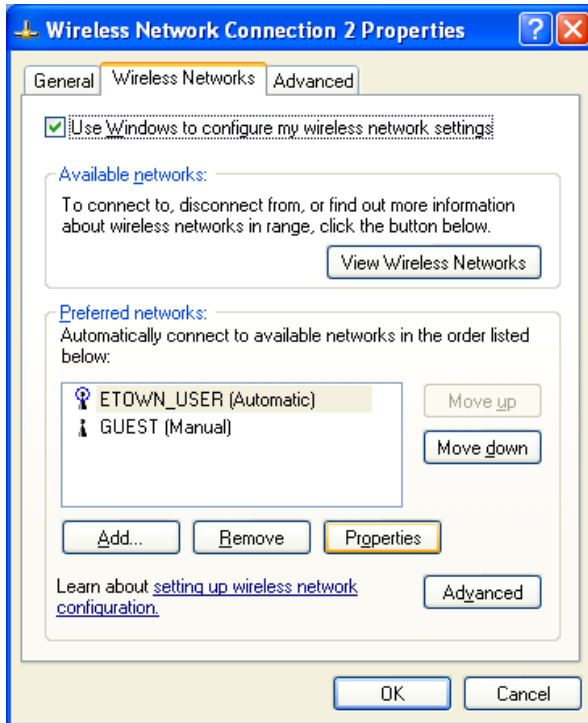 Wireless Network Connection 2 Properties
General Wireless Networks Advanced
Use Windows to configure my wireless network settings
Available networks:
To connect to, disconnect from, or find out more information
about wireless networks in range, click the button below.
View Wireless Networks
Preferred networks:
Automatically connect to available networks in the order listed
below:
ETOWN_USER (Automatic)
GUEST (Manual)
Move up
Move down
Add... Remove Properties
Learn about setting up wireless network
configuration.
Advanced
OK Cancel